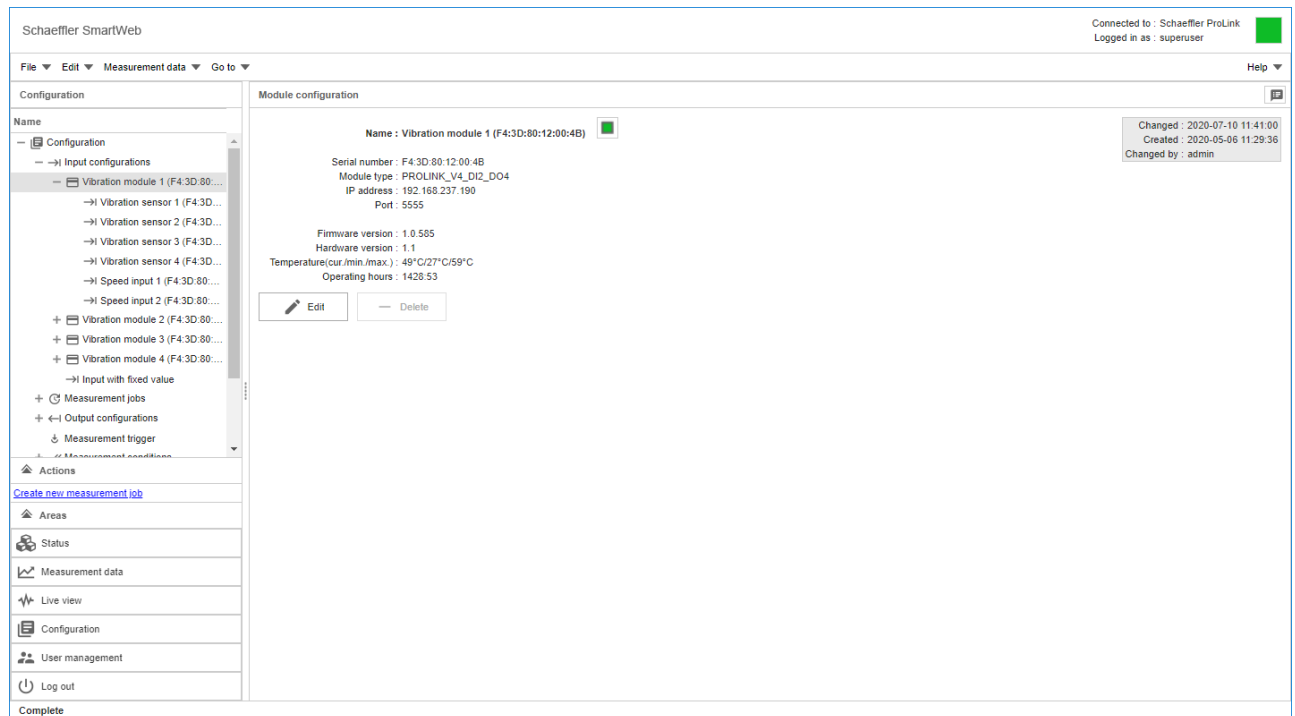 Schaeffler SmartWeb
Connected to : Schaeffler ProLink
Logged in as : superuser
File Edit Measurement data Go to Help
Configuration
Name
Configuration
Input configurations
Vibration module 1 (F4:3D:80:...
Vibration sensor 1 (F4:3D...
Vibration sensor 2 (F4:3D...
Vibration sensor 3 (F4:3D...
Vibration sensor 4 (F4:3D...
Speed input 1 (F4:3D:80:...
Speed input 2 (F4:3D:80:...
Vibration module 2 (F4:3D:80:...
Vibration module 3 (F4:3D:80:...
Vibration module 4 (F4:3D:80:...
Input with fixed value
Measurement jobs
Output configurations
Measurement trigger
Measurement conditions
Actions
Create new measurement job
Areas
Status
Measurement data
Live view
Configuration
User management
Log out
Module configuration
Name : Vibration module 1 (F4:3D:80:12:00:4B)
Serial number : F4:3D:80:12:00:4B
Module type : PROLINK_V4_DI2_DO4
IP address : 192.168.237.190
Port : 5555
Firmware version : 1.0.585
Hardware version : 1.1
Temperature(cur./min./max.) : 49°C/27°C/59°C
Operating hours : 1428:53
Edit
Delete
Changed : 2020-07-10 11:41:00
Created : 2020-05-06 11:29:36
Changed by : admin
Complete